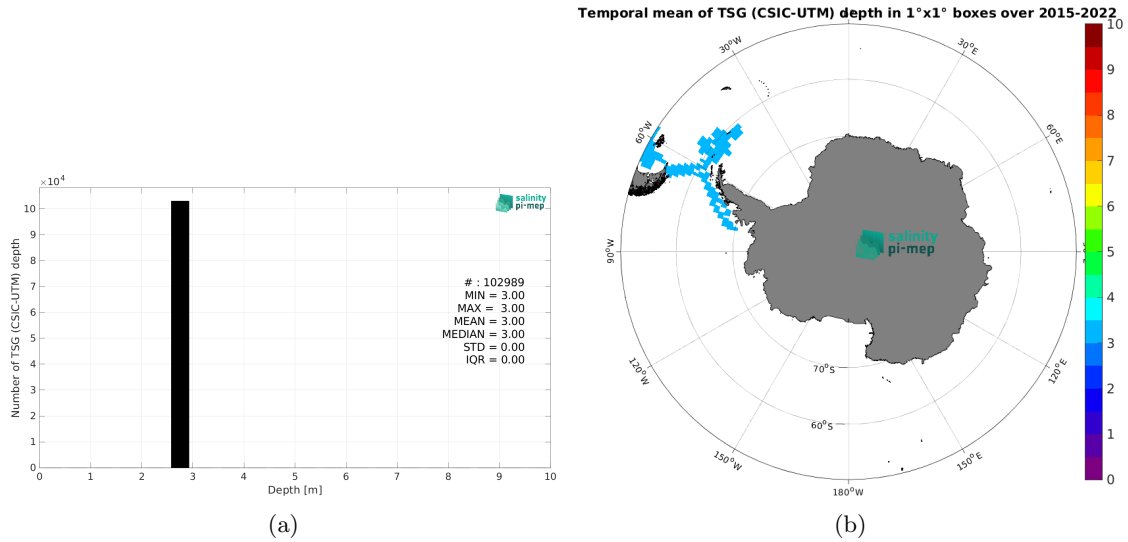 Temporal mean of TSG (CSIC-UTM) depth in 1°x1° boxes over 2015-2022
×10⁴
10
9
8
7
6
5
4
3
2
1
0
Number of TSG (CSIC-UTM) depth
0 1 2 3 4 5 6 7 8 9 10
Depth [m]
salinity
pi-mep
# : 102989
MIN = 3.00
MAX = 3.00
MEAN = 3.00
MEDIAN = 3.00
STD = 0.00
IQR = 0.00
(a)
30°W
30°E
60°W
60°E
90°W
120°W
120°E
150°W
150°E
180°W
70°S
60°S
salinity
pi-mep
10
9
8
7
6
5
4
3
2
1
0
(b)